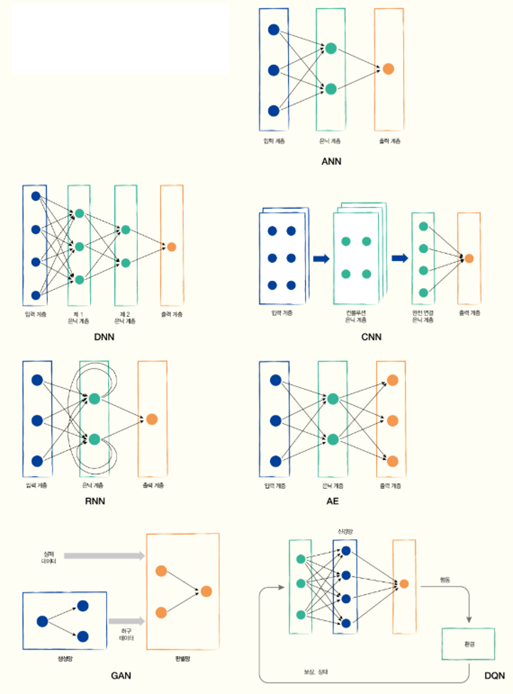 입력 계층
은닉 계층
출력 계층
ANN
입력 계층
제 1
은닉 계층
제 2
은닉 계층
출력 계층
DNN
입력 계층
컨볼루션
은닉 계층
완전 연결
은닉 계층
출력 계층
CNN
입력 계층
은닉 계층
출력 계층
RNN
입력 계층
은닉 계층
출력 계층
AE
실제
데이터
허구
데이터
생성망
판별망
GAN
신경망
행동
환경
보상, 상태
DQN